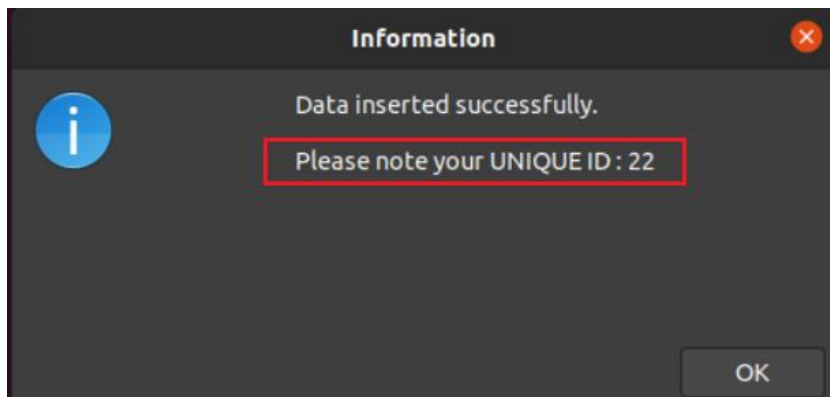 Information
Data inserted successfully.
Please note your UNIQUE ID : 22
OK